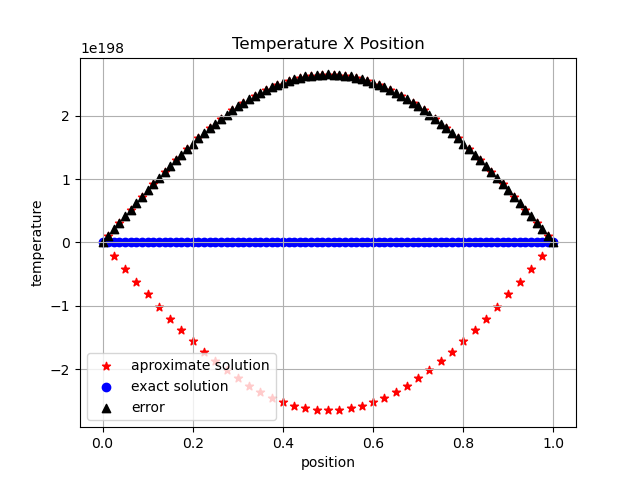 Temperature X Position
1e198
2
1
0
−1
−2
temperature
aproximate solution
exact solution
error
0.0 0.2 0.4 0.6 0.8 1.0
position